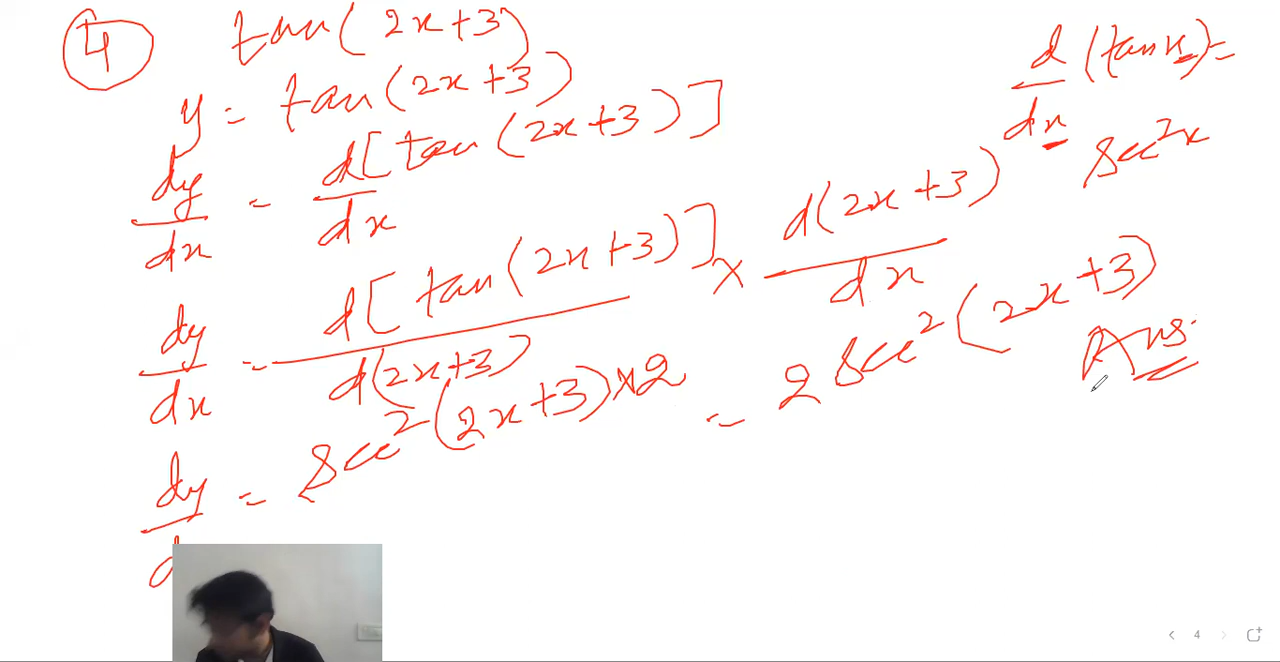 4 tan(2x+3)
y = tan(2x+3)
dy/dx = d[tan(2x+3)]/dx
dy/dx = d[tan(2x+3)]/d(2x+3) × d(2x+3)/dx
dy/dx = sec²(2x+3)×2 = 2 sec²(2x+3)
Ans.
d/dx (tan x) =
sec²x
4